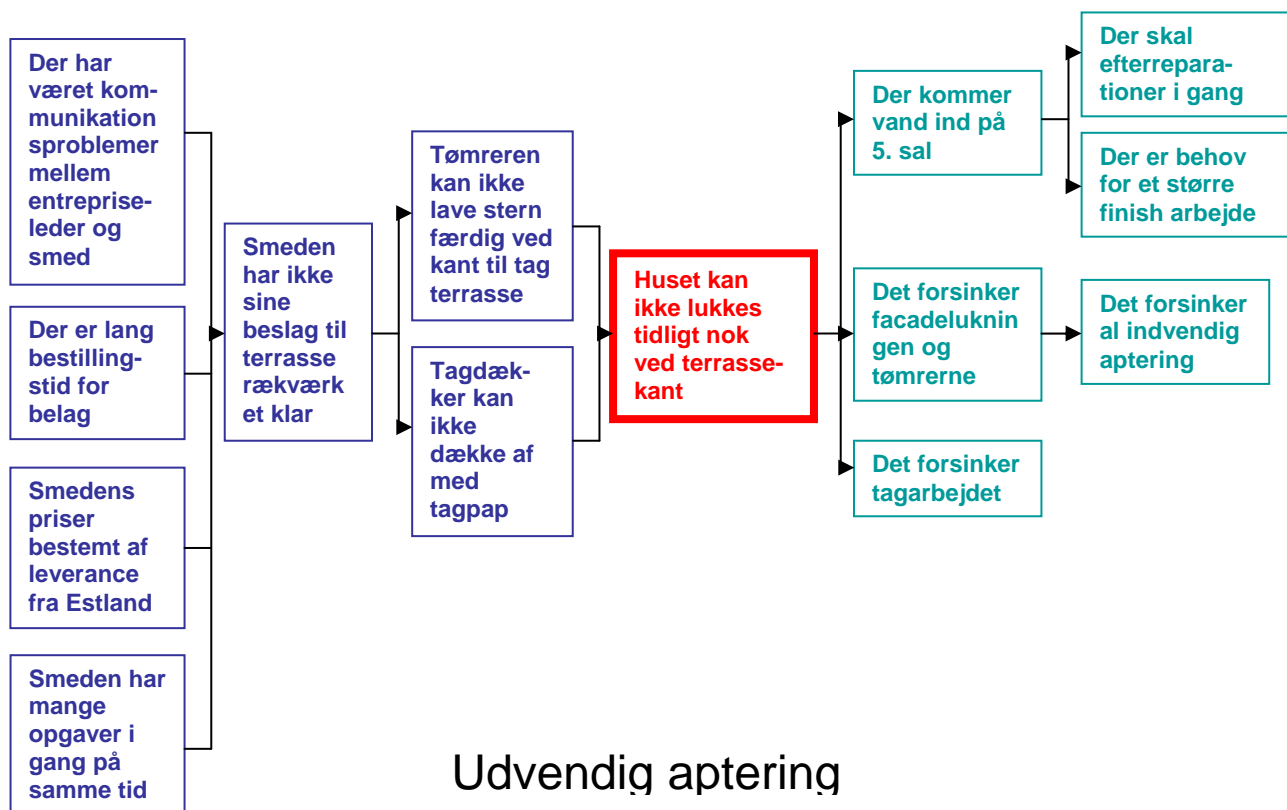 Der har
været kom-
munikation
sproblemer
mellem
entreprise-
leder og
smed
Der er lang
bestilling-
stid for
belag
Smedens
priser
bestemt af
leverance
fra Estland
Smeden har
mange
opgaver i
gang på
samme tid
Smeden
har ikke
sine
beslag til
terrasse
rækværk
et klar
Tømreren
kan ikke
lave stern
færdig ved
kant til tag
terrasse
Tagdæk-
ker kan
ikke
dække af
med
tagpap
Huset kan
ikke lukkes
tidligt nok
ved terrasse-
kant
Der kommer
vand ind på
5. sal
Det forsinker
facadeluknin
gen og
tømrerne
Det forsinker
tagarbejdet
Der skal
efterrepara-
tioner i gang
Der er behov
for et større
finish arbejde
Det forsinker
al indvendig
aptering
Udvendig aptering